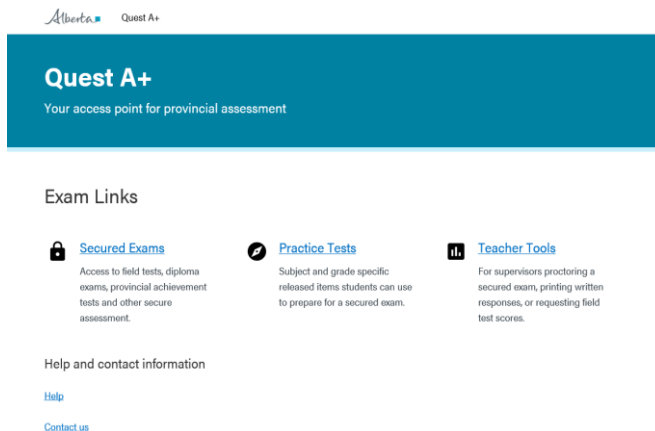 Alberta Quest A+
Quest A+
Your access point for provincial assessment
Exam Links
Secured Exams
Access to field tests, diploma
exams, provincial achievement
tests and other secure
assessment.
Practice Tests
Subject and grade specific
released items students can use
to prepare for a secured exam.
Teacher Tools
For supervisors proctoring a
secured exam, printing written
responses, or requesting field
test scores.
Help and contact information
Help
Contact us